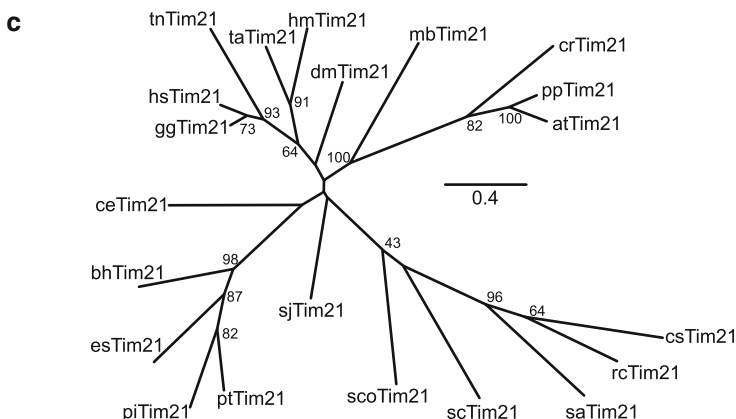 c
tnTim21
hmTim21
taTim21
mbTim21
crTim21
dmTim21
hsTim21
ppTim21
91
93
ggTim21
73
82
100
atTim21
64
100
0.4
ceTim21
43
98
bhTim21
87
96
64
sjTim21
82
csTim21
esTim21
rcTim21
ptTim21
scoTim21
piTim21
scTim21
saTim21